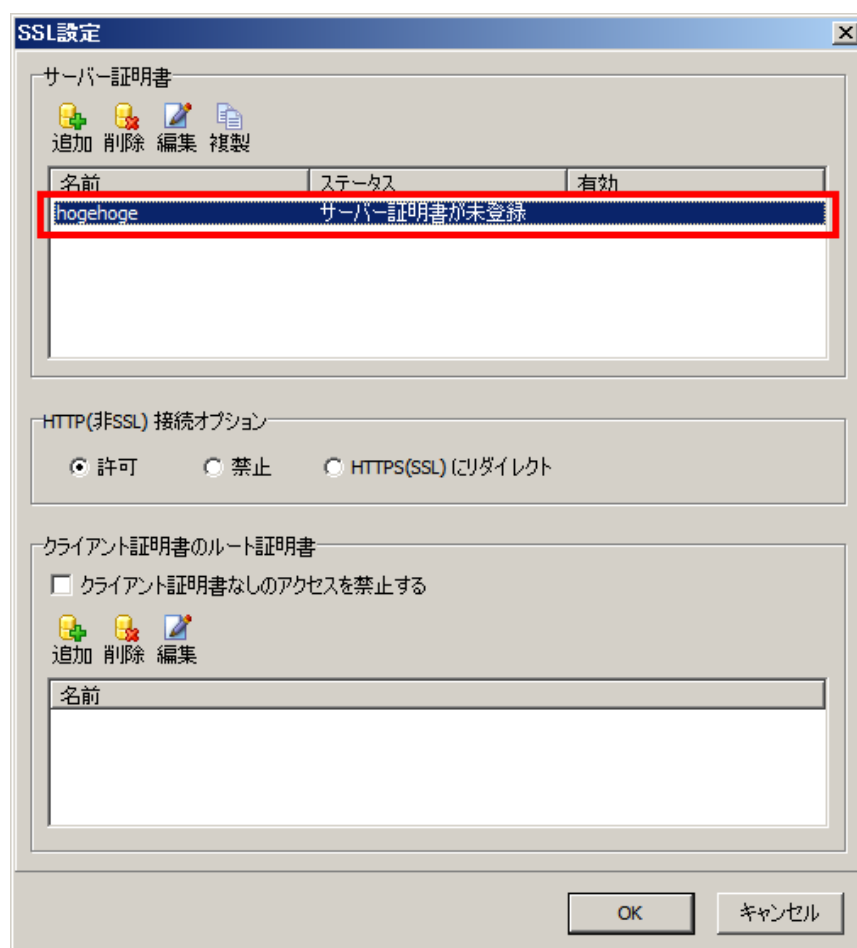 SSL設定
サーバー証明書
追加 削除 編集 複製
名前 ステータス 有効
hogehoge サーバー証明書が未登録
HTTP(非SSL) 接続オプション
許可 禁止 HTTPS(SSL) にリダイレクト
クライアント証明書のルート証明書
クライアント証明書なしのアクセスを禁止する
追加 削除 編集
名前
OK キャンセル